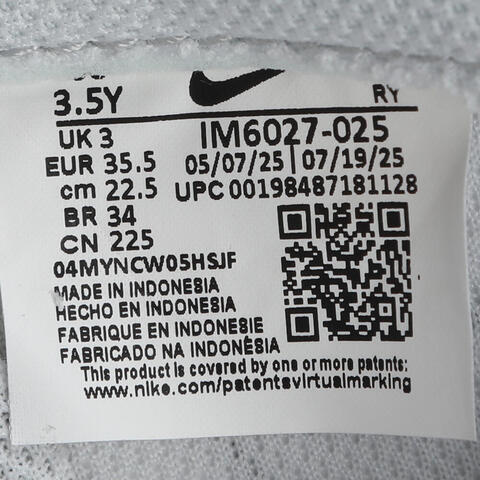 3.5Y RY
UK 3 IM6027-025
EUR 35.5 05/07/25 | 07/19/25
cm 22.5 UPC 00198487181128
BR 34
CN 225
04MYNCW05HSJF
MADE IN INDONESIA
HECHO EN INDONESIA
FABRIQUE EN INDONESIE
FABRICADO NA INDONÉSIA
This product is covered by one or more patents:
www.nike.com/patentsvirtualmarking